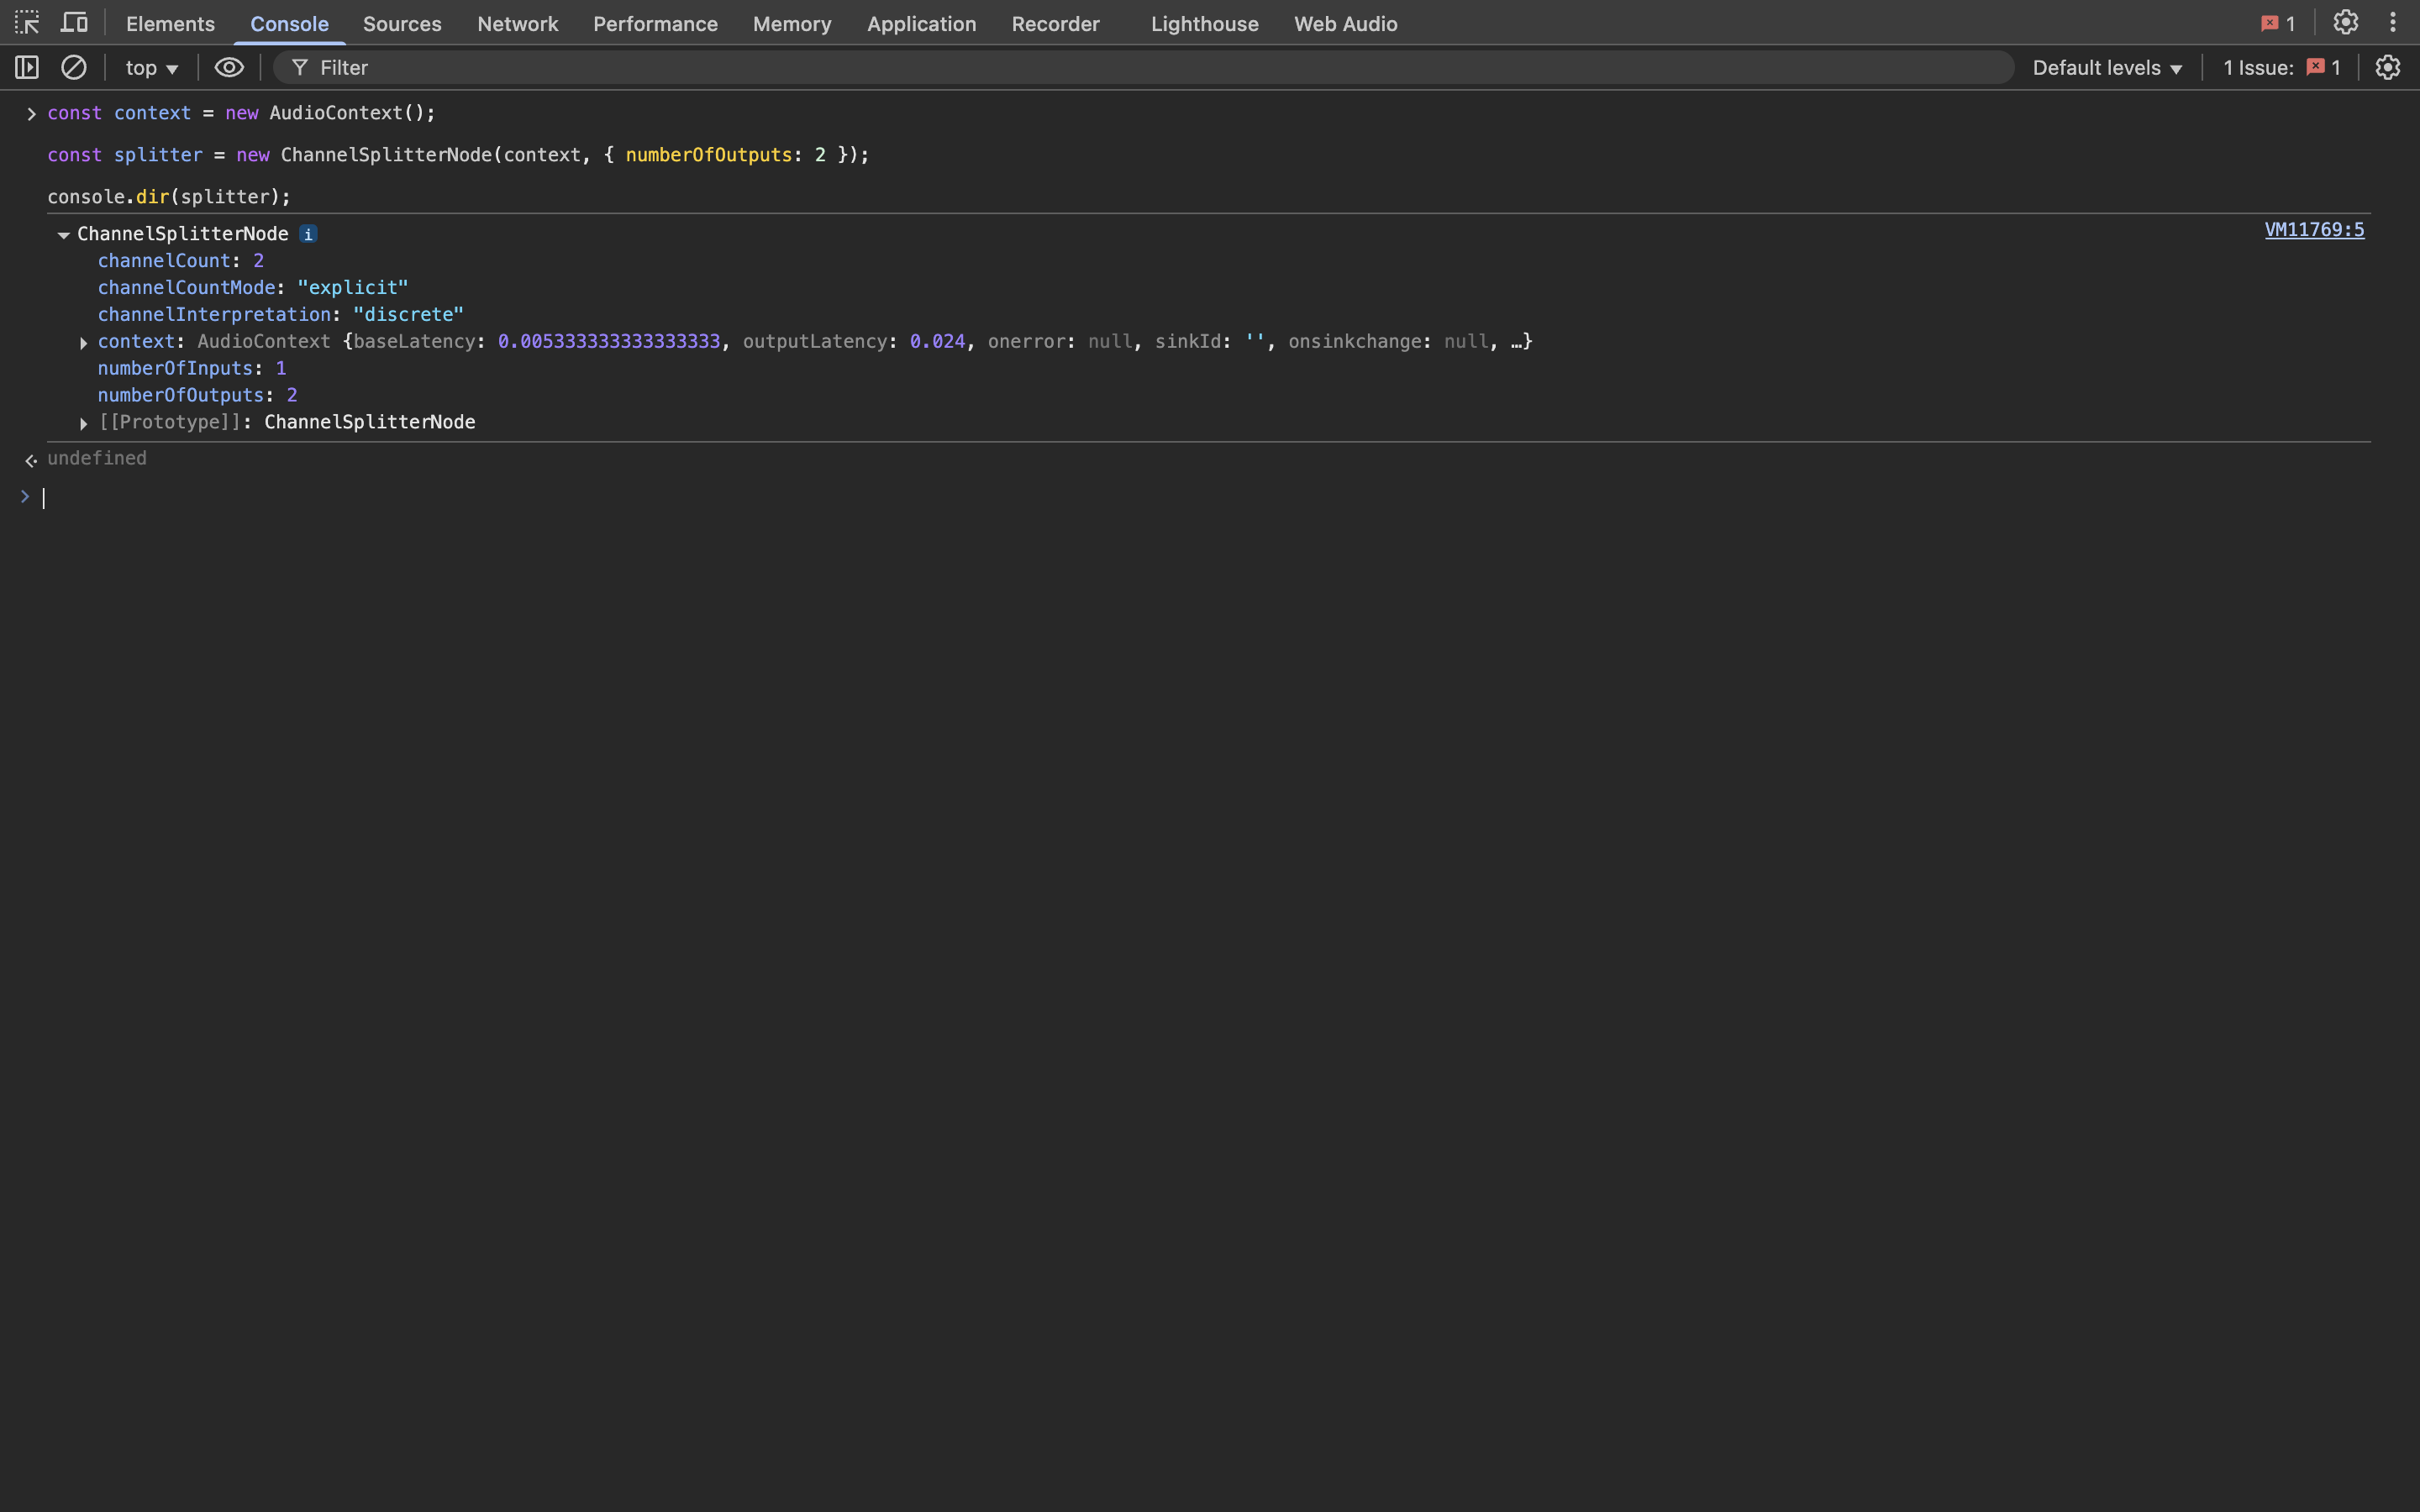 Elements Console Sources Network Performance Memory Application Recorder Lighthouse Web Audio 1
top Filter Default levels 1 Issue: 1
const context = new AudioContext();
const splitter = new ChannelSplitterNode(context, { numberOfOutputs: 2 });
console.dir(splitter);
ChannelSplitterNode i VM11769:5
channelCount: 2
channelCountMode: "explicit"
channelInterpretation: "discrete"
context: AudioContext {baseLatency: 0.005333333333333333, outputLatency: 0.024, onerror: null, sinkId: '', onsinkchange: null, …}
numberOfInputs: 1
numberOfOutputs: 2
[[Prototype]]: ChannelSplitterNode
undefined